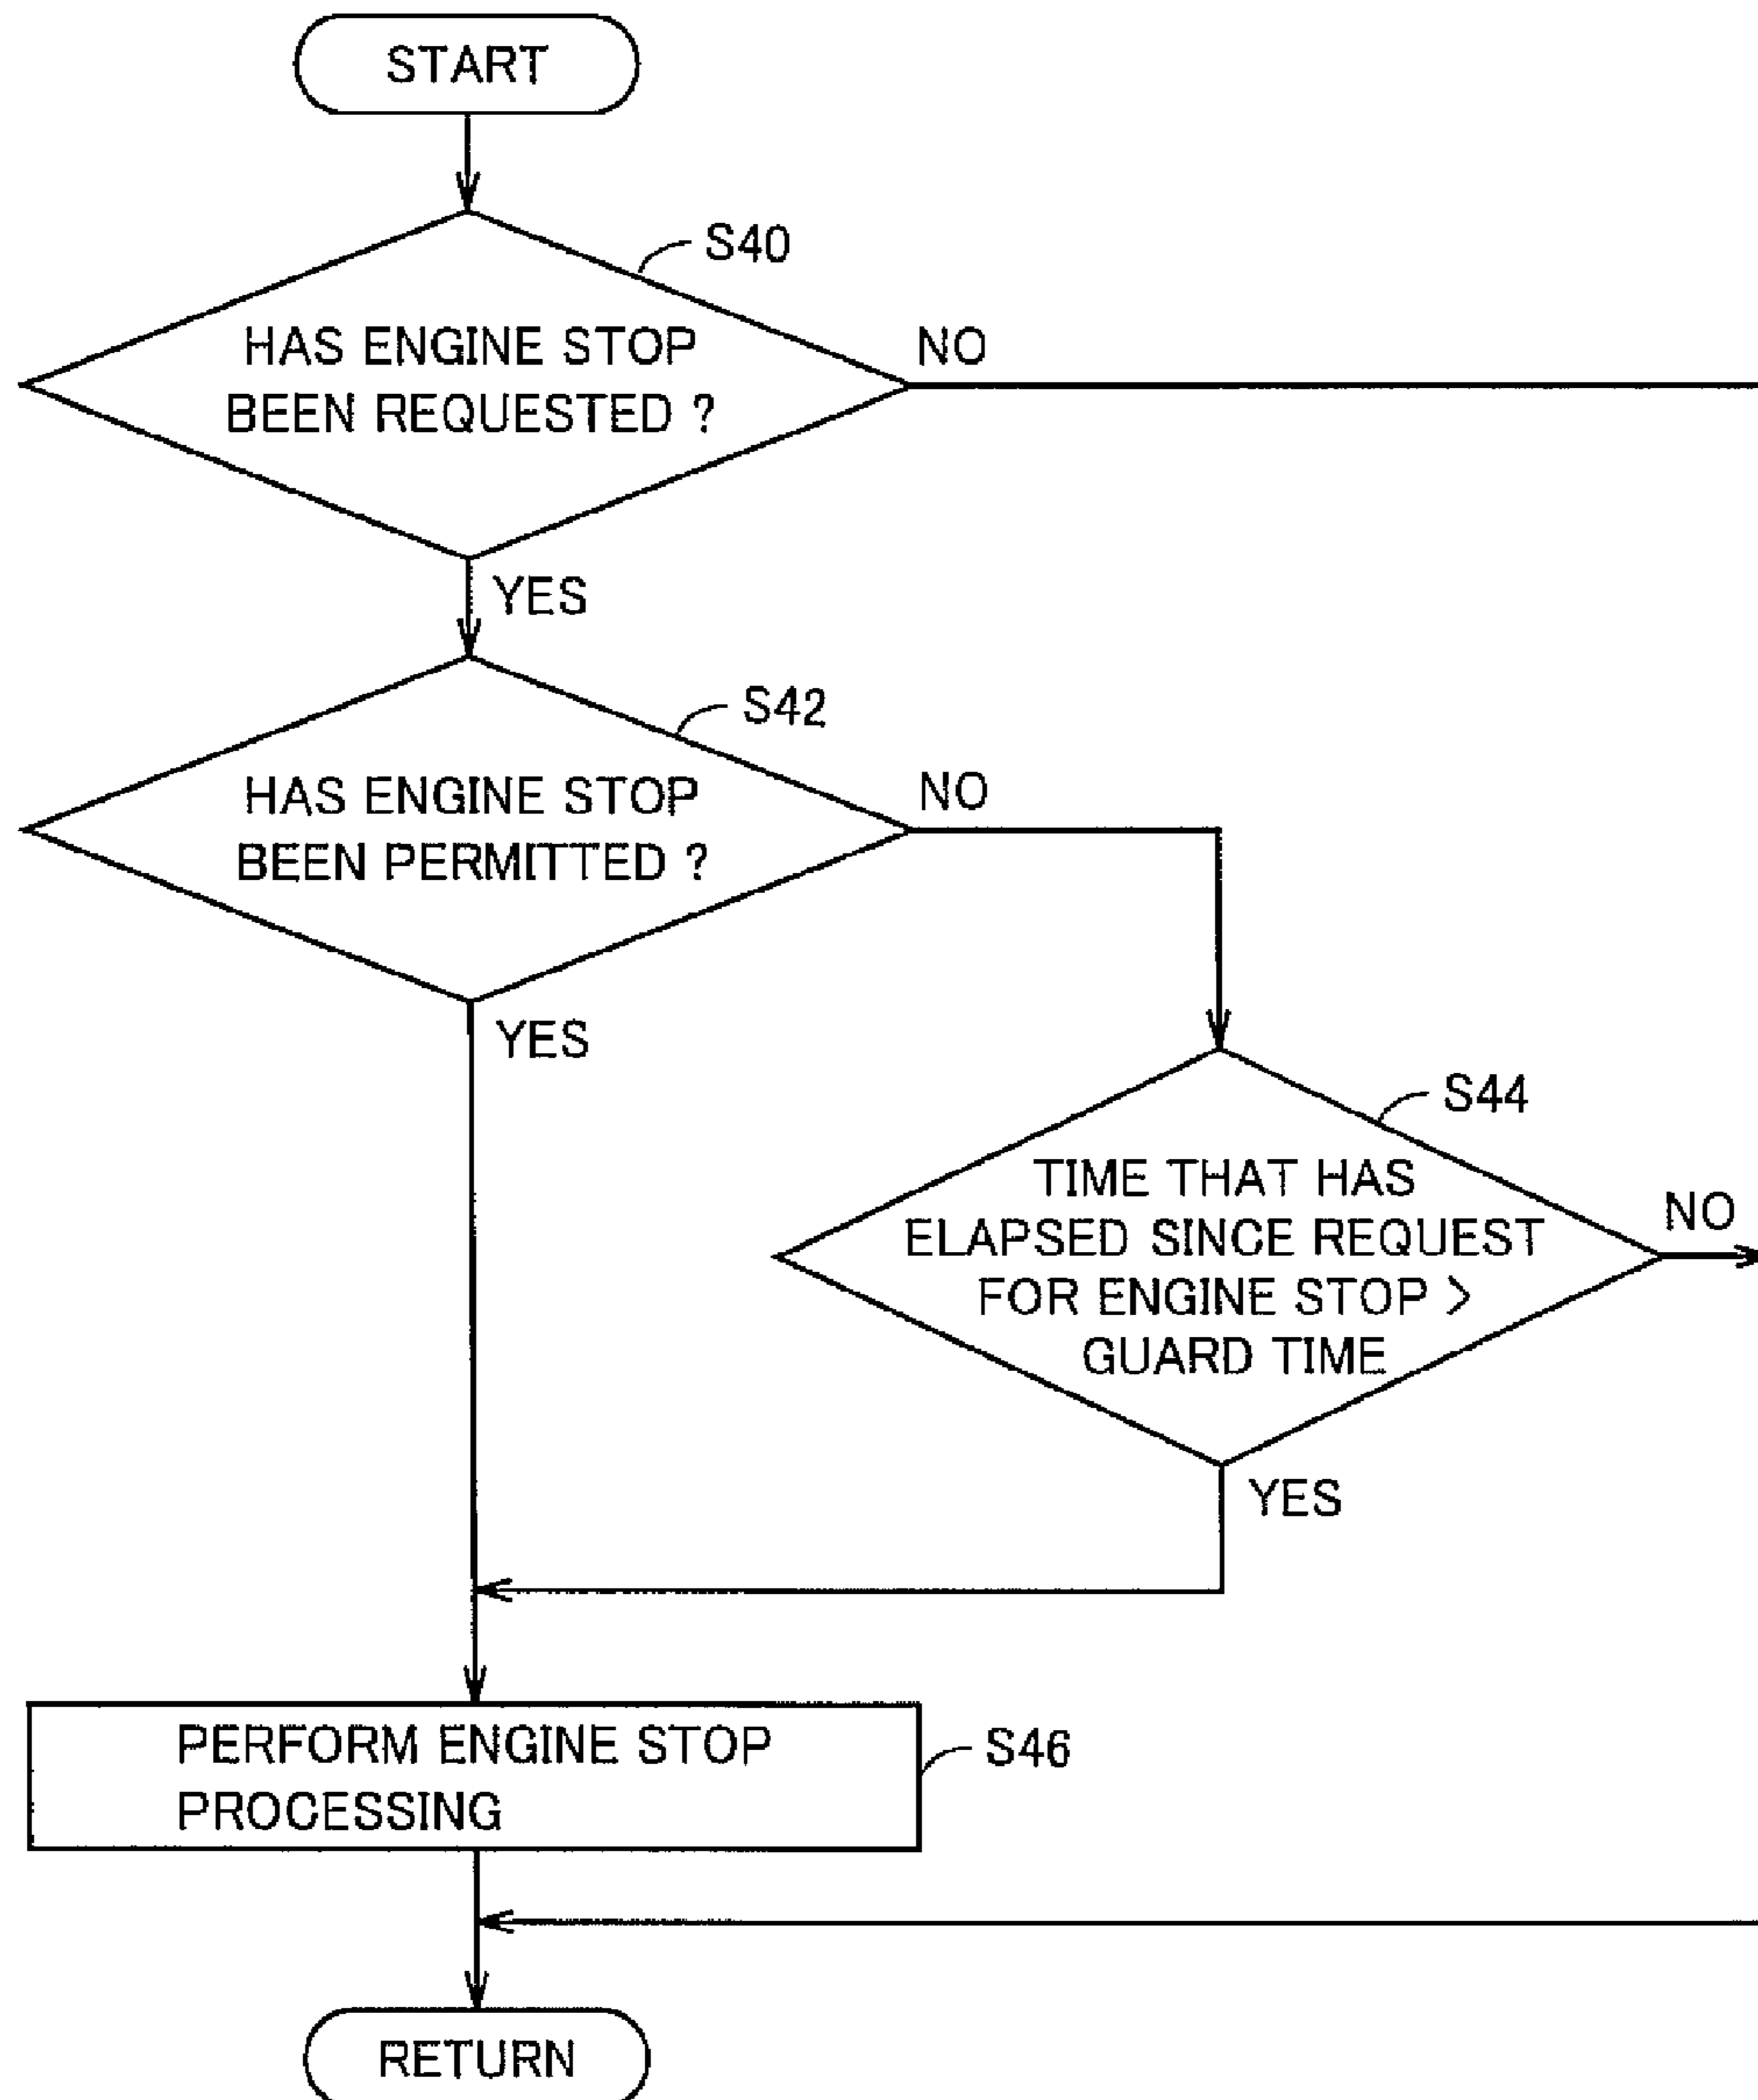 START
S40
HAS ENGINE STOP
BEEN REQUESTED ?
NO
YES
S42
HAS ENGINE STOP
BEEN PERMITTED ?
NO
YES
S44
TIME THAT HAS
ELAPSED SINCE REQUEST
FOR ENGINE STOP >
GUARD TIME
NO
YES
PERFORM ENGINE STOP
PROCESSING
S46
RETURN